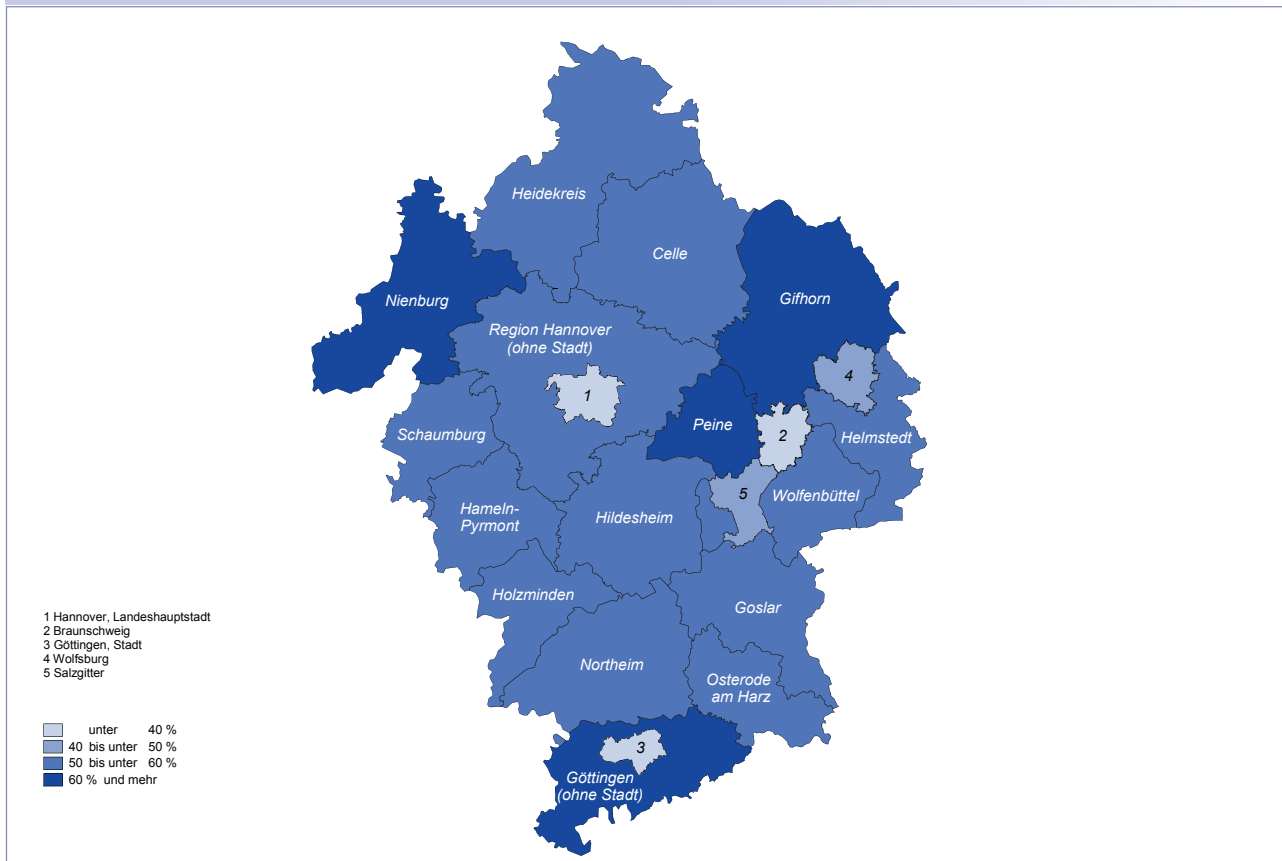 Heidekreis
Celle
Nienburg
Gifhorn
Region Hannover
(ohne Stadt)
4
1
Peine
2
Schaumburg
Helmstedt
5
Wolfenbüttel
Hameln-
Pyrmont
Hildesheim
Holzminden
Goslar
Northeim
Osterode
am Harz
3
Göttingen
(ohne Stadt)
1 Hannover, Landeshauptstadt
2 Braunschweig
3 Göttingen, Stadt
4 Wolfsburg
5 Salzgitter
unter 40 %
40 bis unter 50 %
50 bis unter 60 %
60 % und mehr